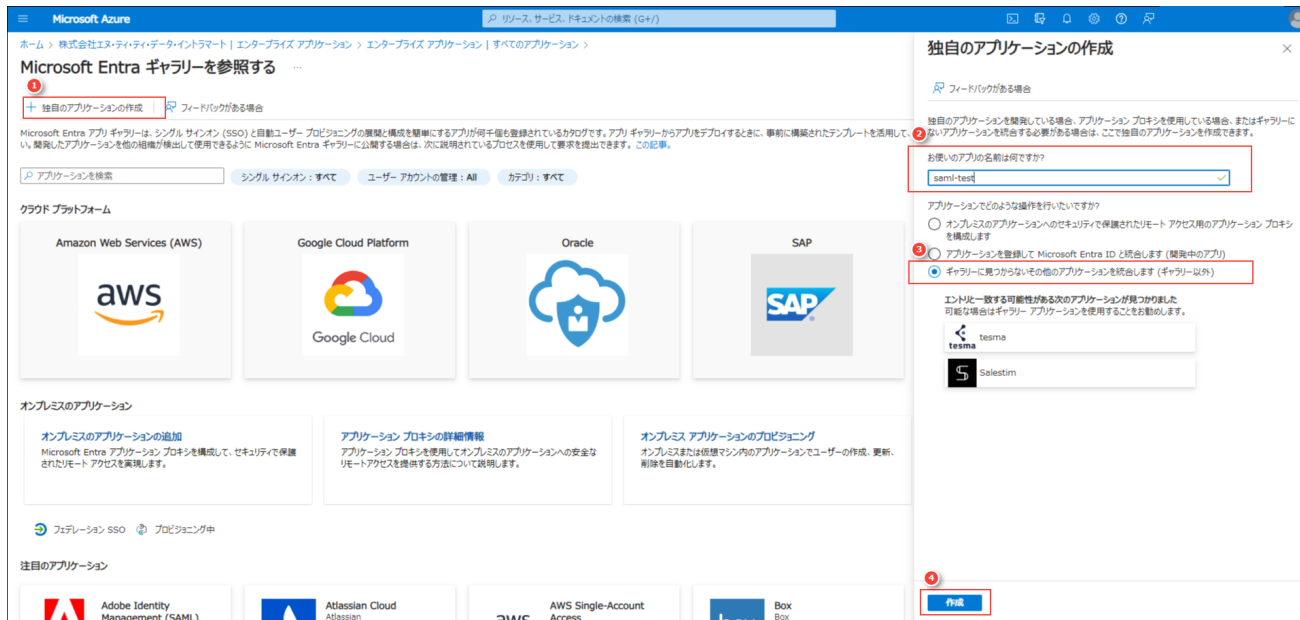 Microsoft Azure
リソース、サービス、ドキュメントの検索 (G+/)
ホーム > 株式会社エヌ・ティ・ティ・データ・イントラマート | エンタープライズ アプリケーション > エンタープライズ アプリケーション | すべてのアプリケーション >
Microsoft Entra ギャラリーを参照する ...
1
+ 独自のアプリケーションの作成
フィードバックがある場合
Microsoft Entra アプリ ギャラリーは、シングル サインオン (SSO) と自動ユーザー プロビジョニングの展開と構成を簡単にするアプリが何千個も登録されているカタログです。アプリ ギャラリーからアプリをデプロイするときに、事前に構築されたテンプレートを活用して、
い。開発したアプリケーションを他の組織が検出して使用できるように Microsoft Entra ギャラリーに公開する場合は、次に説明されているプロセスを使用して要求を提出できます。この記事。
アプリケーションを検索
シングル サインオン : すべて
ユーザー アカウントの管理 : All
カテゴリ : すべて
クラウド プラットフォーム
Amazon Web Services (AWS)
aws
Google Cloud Platform
Google Cloud
Oracle
SAP
SAP
オンプレミスのアプリケーション
オンプレミスのアプリケーションの追加
Microsoft Entra アプリケーション プロキシを構成して、セキュリティで保護
されたリモート アクセスを実現します。
アプリケーション プロキシの詳細情報
アプリケーション プロキシを使用してオンプレミスのアプリケーションへの安全な
リモートアクセスを提供する方法について説明します。
オンプレミス アプリケーションのプロビジョニング
オンプレミスまたは仮想マシン内のアプリケーションでユーザーの作成、更新、
削除を自動化します。
フェデレーション SSO
プロビジョニング中
注目のアプリケーション
Adobe Identity
Management (SAML)
Atlassian Cloud
Atlassian
aws
AWS Single-Account
Access
box
Box
Box
独自のアプリケーションの作成
フィードバックがある場合
独自のアプリケーションを開発している場合、アプリケーション プロキシを使用している場合、またはギャラリーに
ないアプリケーションを統合する必要がある場合は、ここで独自のアプリケーションを作成できます。
2
お使いのアプリの名前は何ですか?
saml-test
アプリケーションでどのような操作を行いたいですか?
オンプレミスのアプリケーションへのセキュリティで保護されたリモート アクセス用のアプリケーション プロキシ
を構成します
3
アプリケーションを登録して Microsoft Entra ID と統合します (開発中のアプリ)
ギャラリーに見つからないその他のアプリケーションを統合します (ギャラリー以外)
エントリと一致する可能性がある次のアプリケーションが見つかりました
可能な場合はギャラリー アプリケーションを使用することをお勧めします。
tesma
tesma
Salestim
4
作成